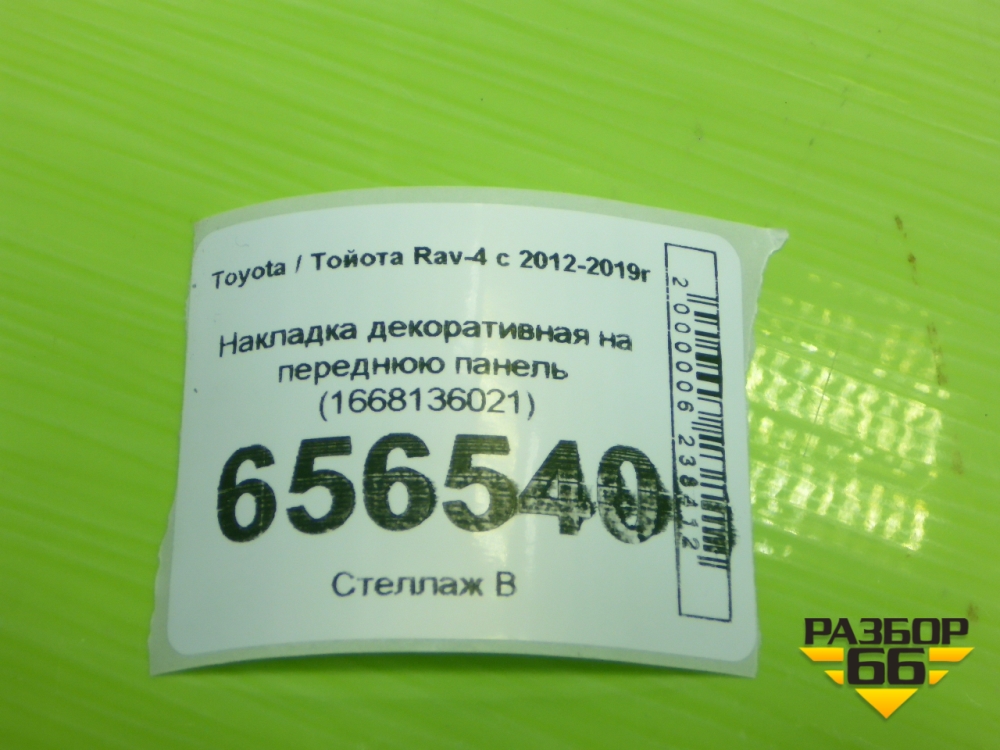 Toyota / Тойота Rav-4 с 2012-2019г
Накладка декоративная на
переднюю панель
(1668136021)
656540
Стеллаж В
2000006238412
РАЗБОР
66